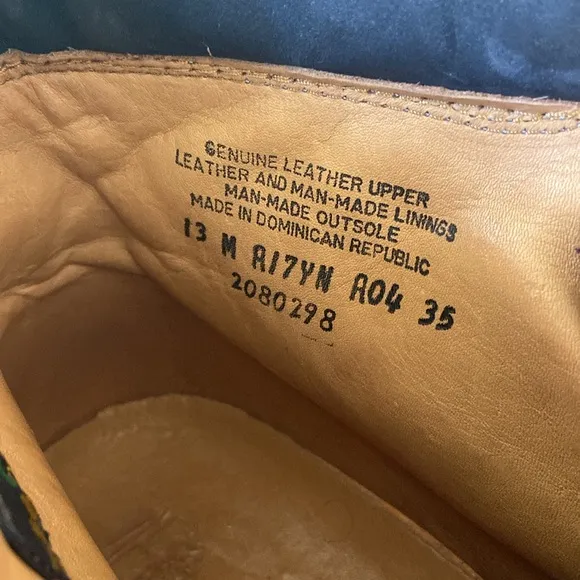 GENUINE LEATHER UPPER
LEATHER AND MAN-MADE LININGS
MAN-MADE OUTSOLE
MADE IN DOMINICAN REPUBLIC
13 M A17YN A04 35
2080298